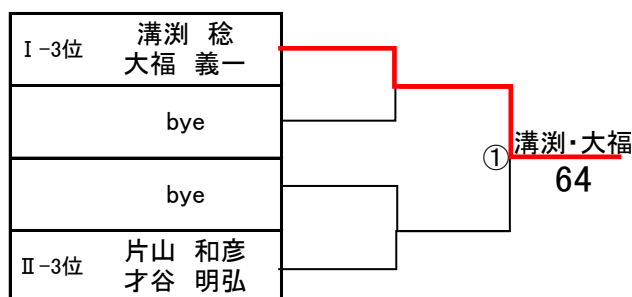 Ⅰ-3位 溝渕 稔
大福 義一
bye
bye
Ⅱ-3位 片山 和彦
才谷 明弘
①
溝渕・大福
64